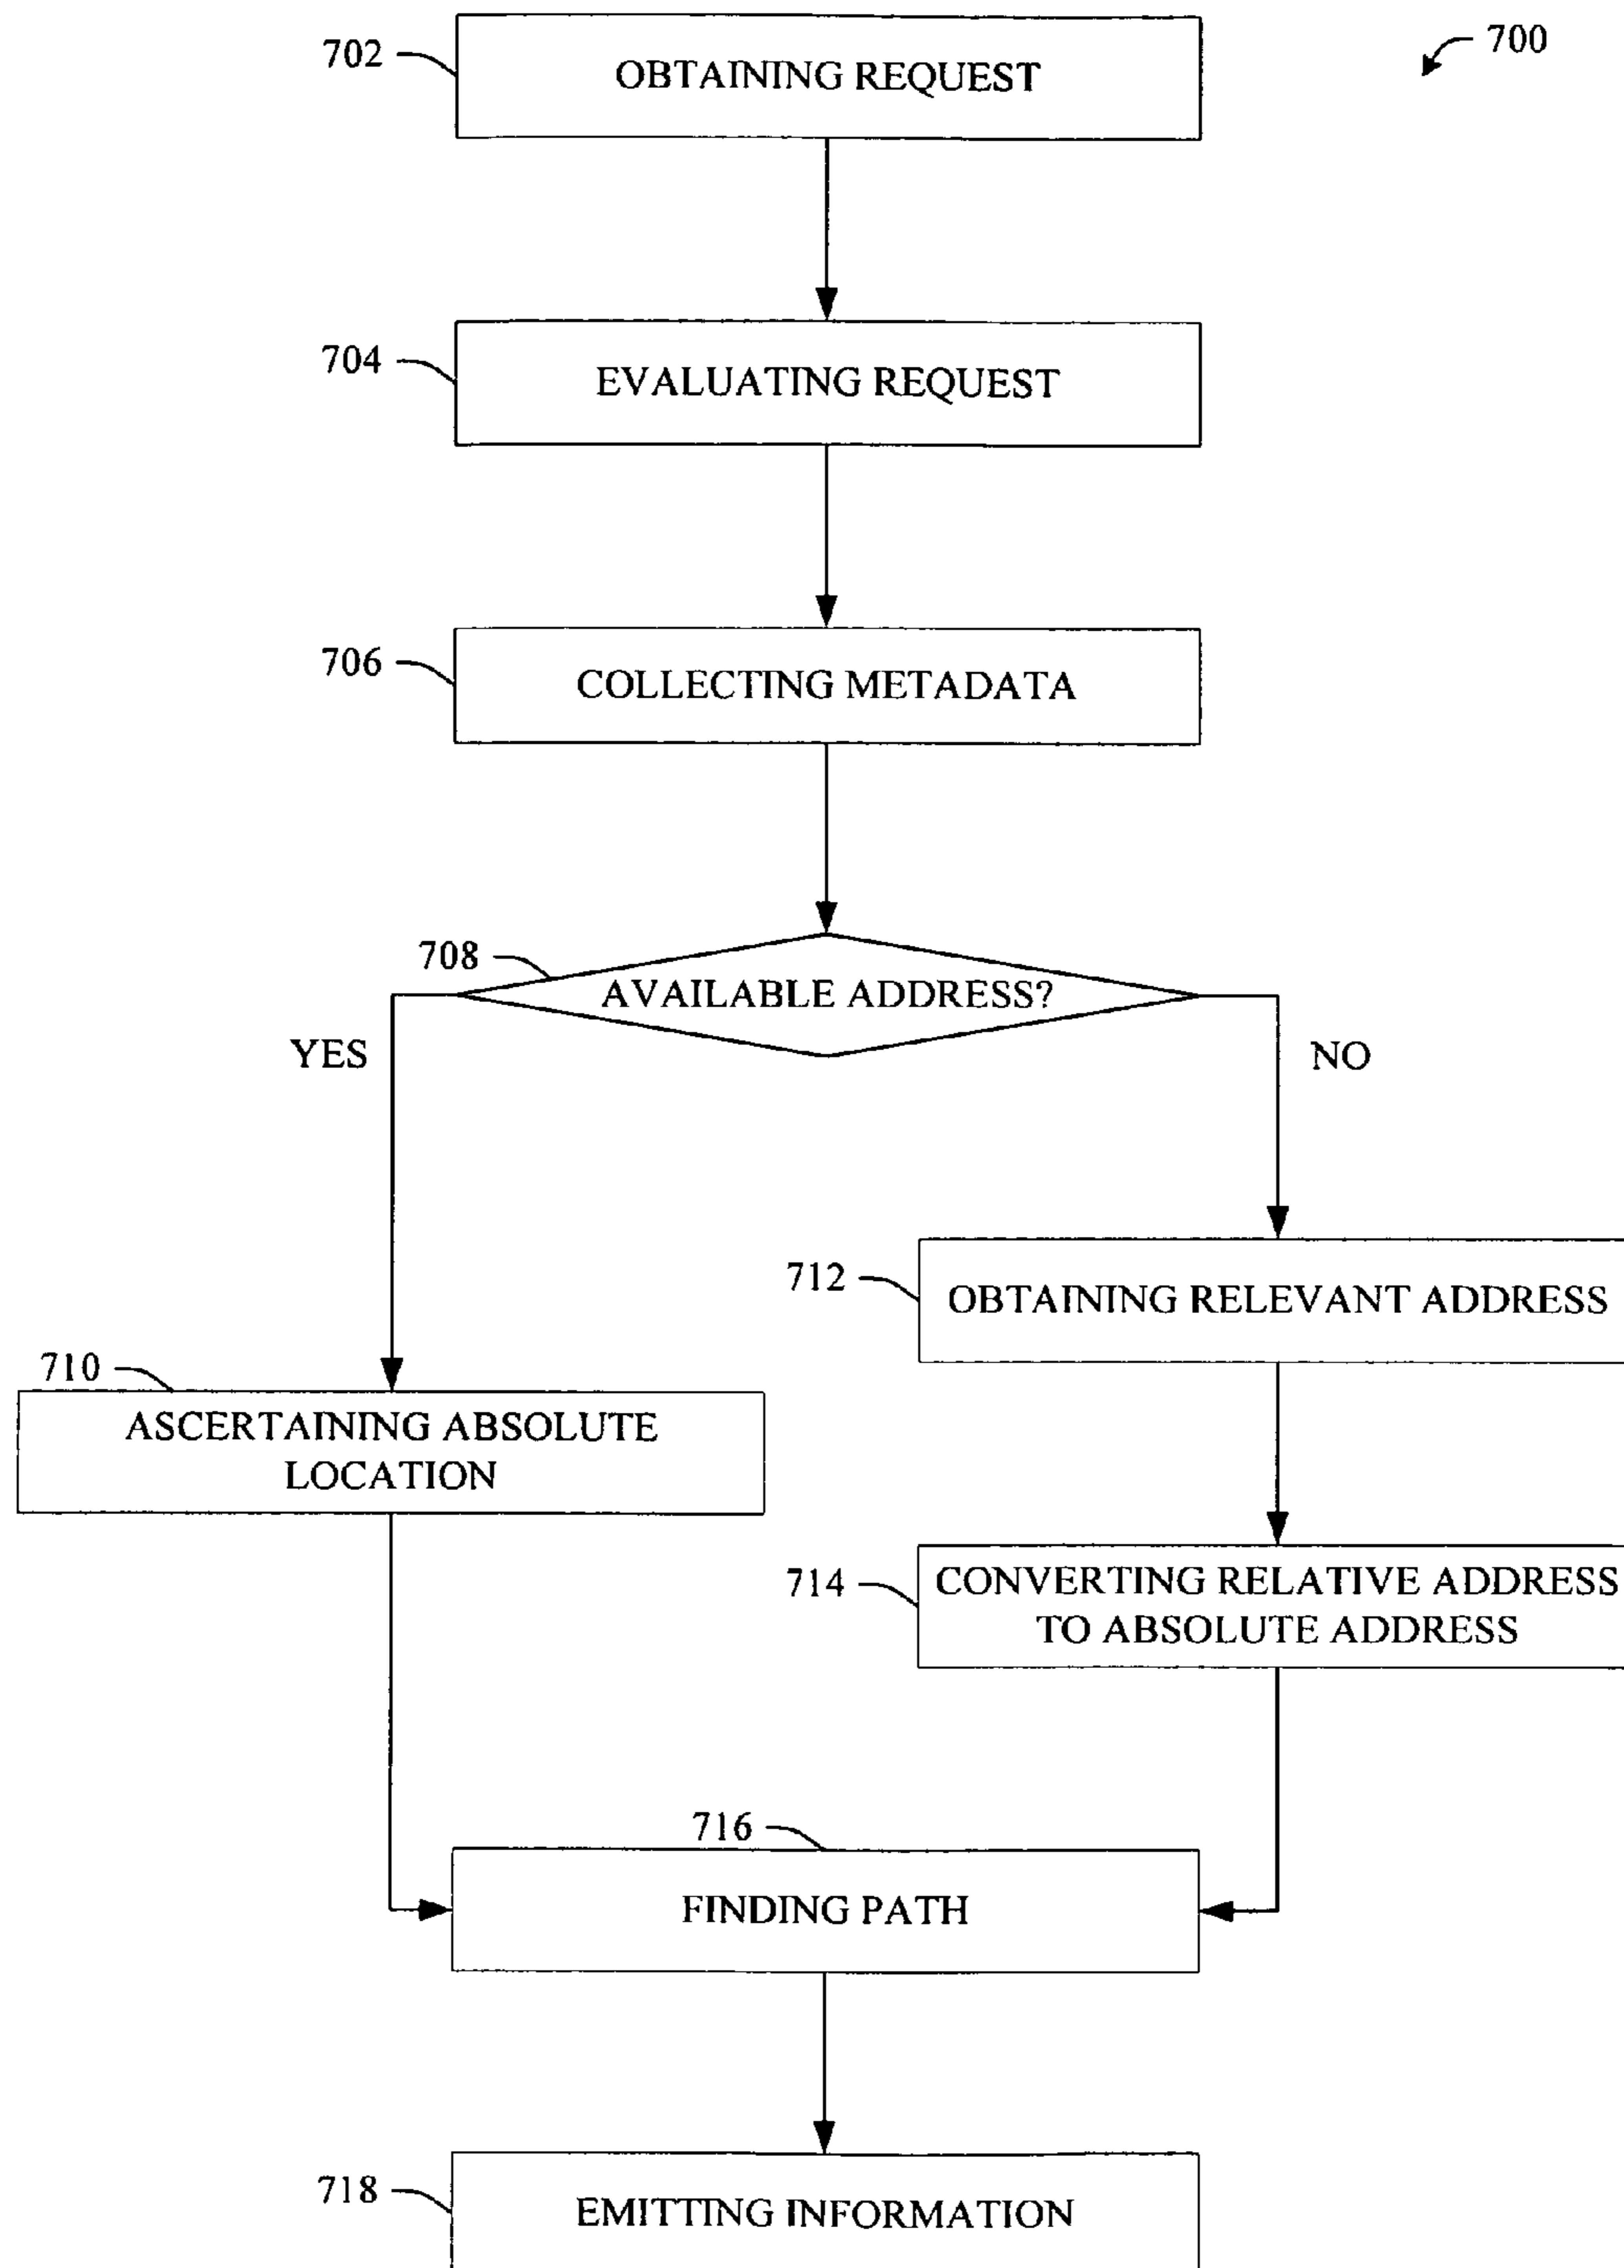 700
702
OBTAINING REQUEST
704
EVALUATING REQUEST
706
COLLECTING METADATA
708
AVAILABLE ADDRESS?
YES
NO
712
OBTAINING RELEVANT ADDRESS
710
ASCERTAINING ABSOLUTE
LOCATION
714
CONVERTING RELATIVE ADDRESS
TO ABSOLUTE ADDRESS
716
FINDING PATH
718
EMITTING INFORMATION